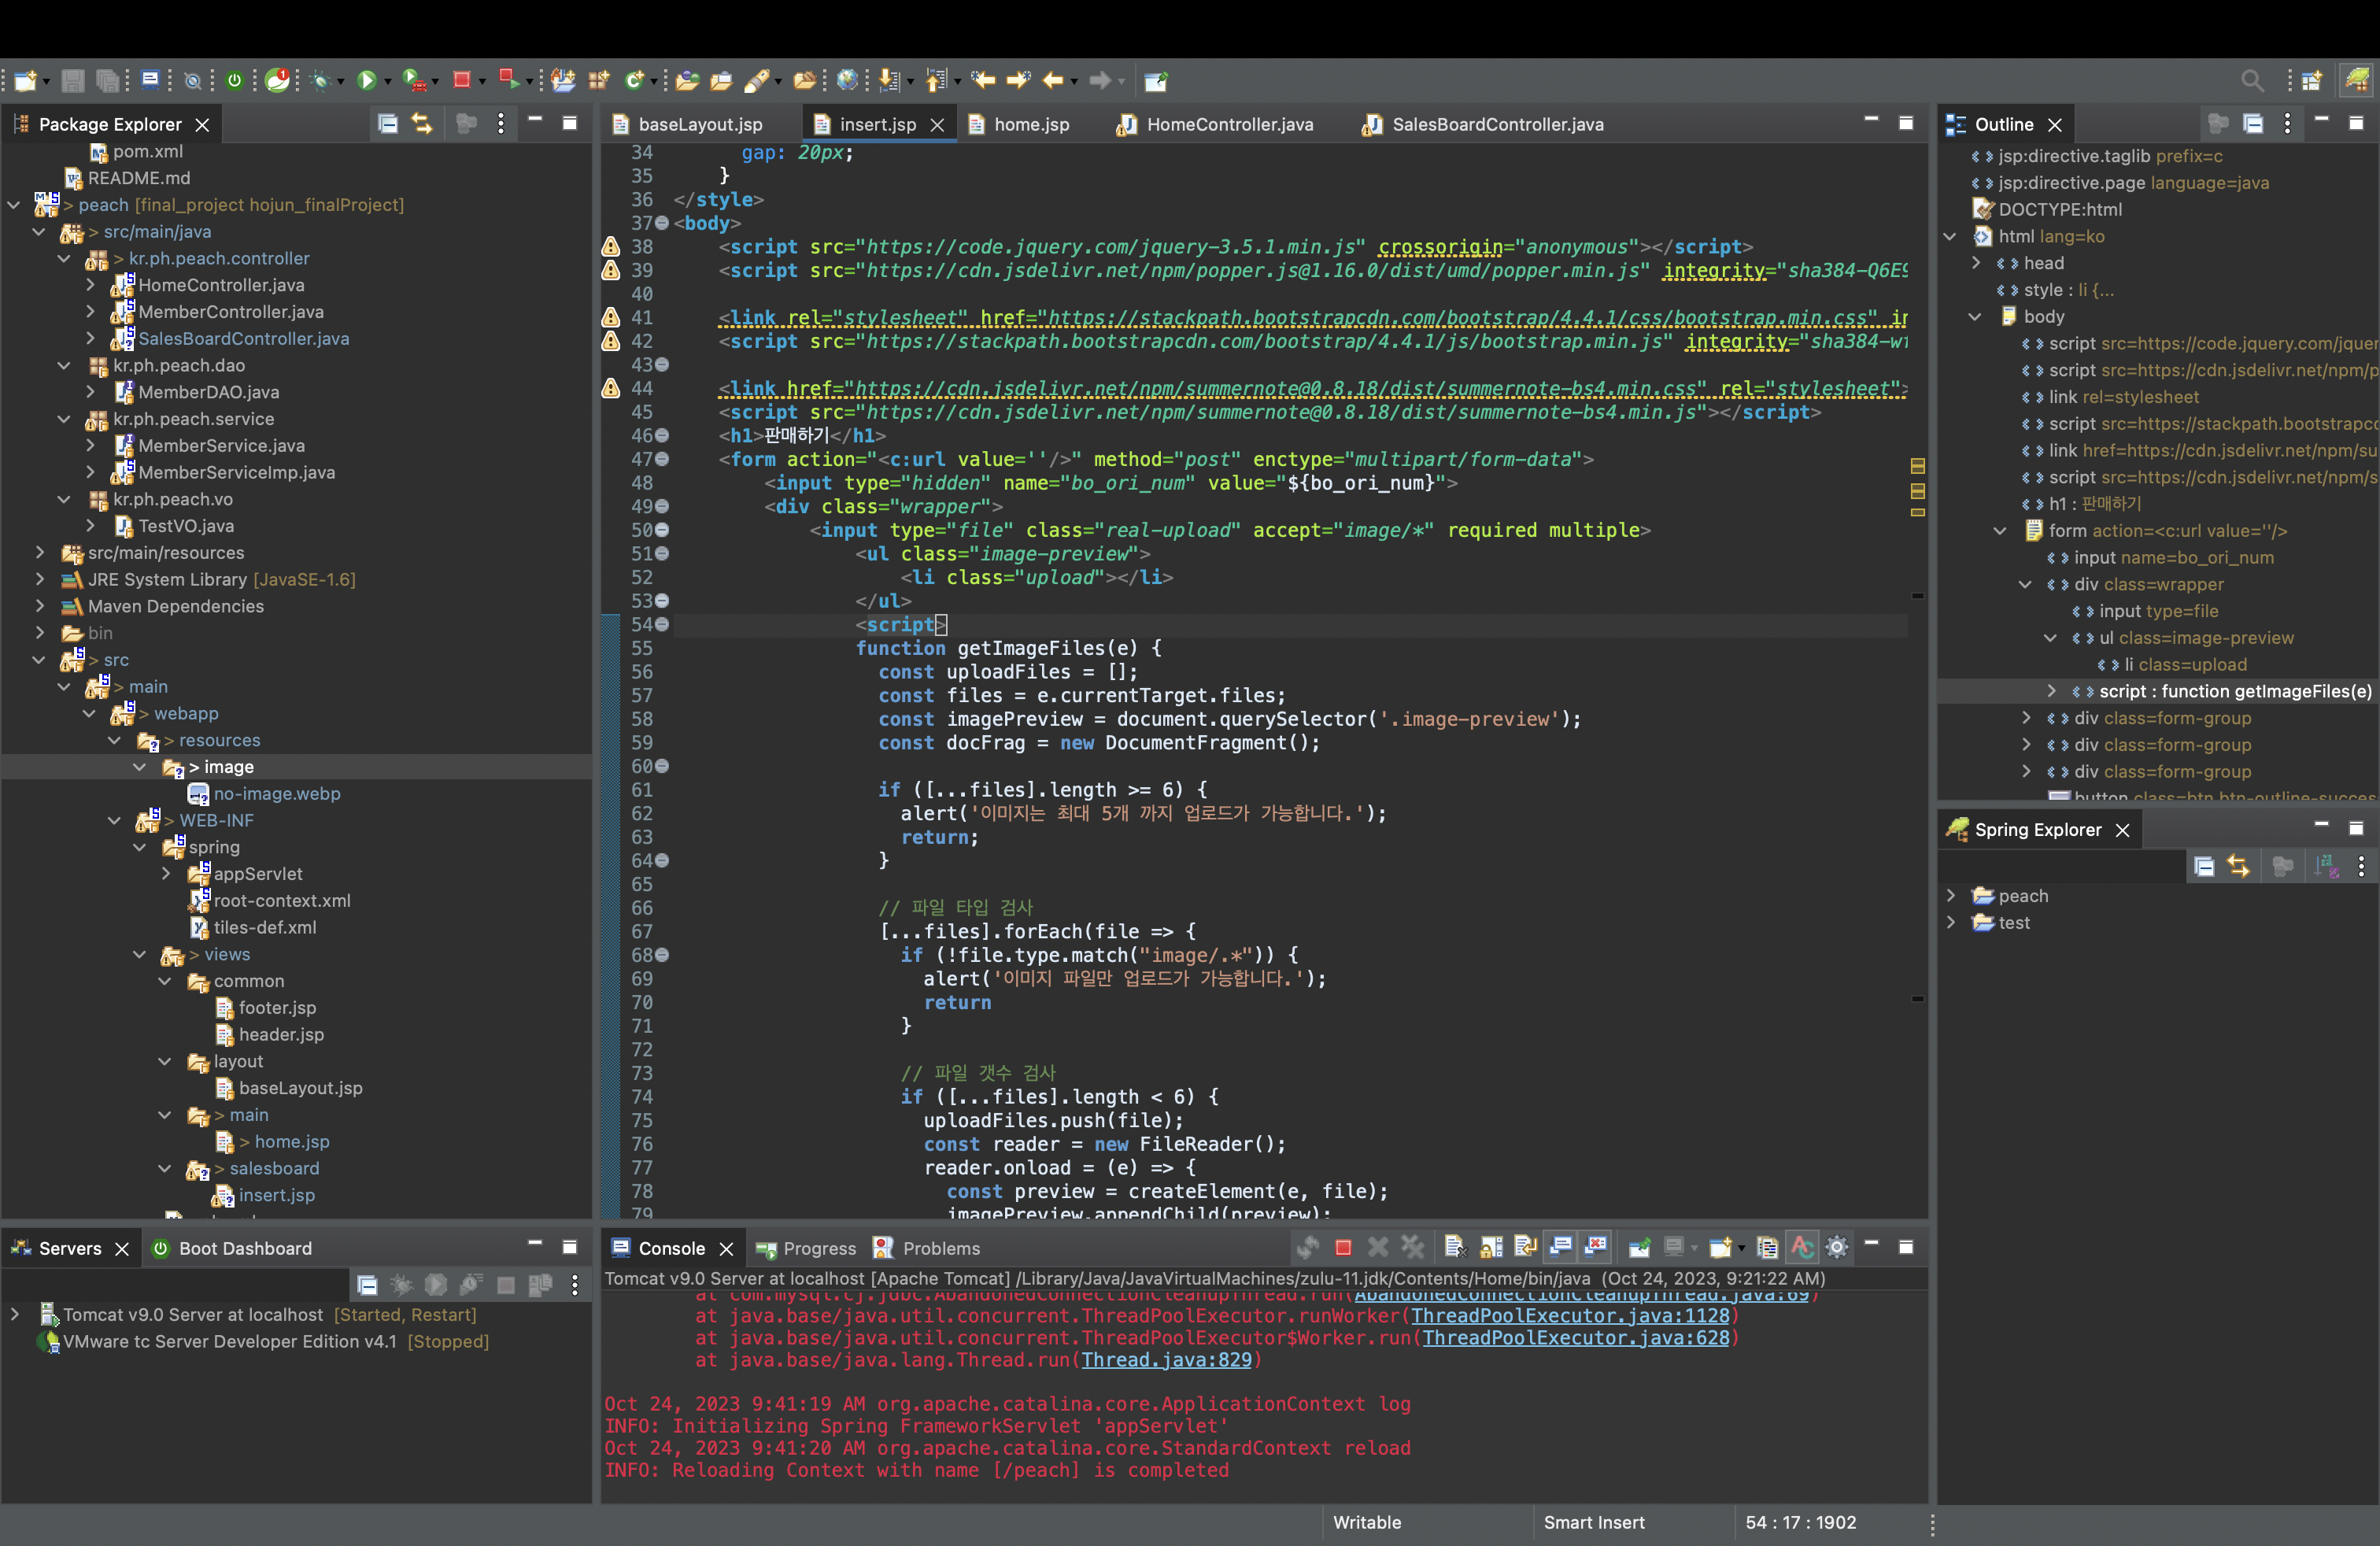 Package Explorer
pom.xml
README.md
> peach [final_project hojun_finalProject]
> src/main/java
> kr.ph.peach.controller
HomeController.java
MemberController.java
SalesBoardController.java
kr.ph.peach.dao
MemberDAO.java
kr.ph.peach.service
MemberService.java
MemberServiceImp.java
kr.ph.peach.vo
TestVO.java
src/main/resources
JRE System Library [JavaSE-1.6]
Maven Dependencies
bin
> src
> main
> webapp
> resources
> image
no-image.webp
> WEB-INF
spring
appServlet
root-context.xml
tiles-def.xml
> views
common
footer.jsp
header.jsp
layout
baseLayout.jsp
> main
> home.jsp
> salesboard
insert.jsp
baseLayout.jsp insert.jsp home.jsp HomeController.java SalesBoardController.java
34 gap: 20px;
35 }
36 </style>
37 <body>
38 <script src="https://code.jquery.com/jquery-3.5.1.min.js" crossorigin="anonymous"></script>
39 <script src="https://cdn.jsdelivr.net/npm/popper.js@1.16.0/dist/umd/popper.min.js" integrity="sha384-Q6E9
40
41 <link rel="stylesheet" href="https://stackpath.bootstrapcdn.com/bootstrap/4.4.1/css/bootstrap.min.css" in
42 <script src="https://stackpath.bootstrapcdn.com/bootstrap/4.4.1/js/bootstrap.min.js" integrity="sha384-wf
43
44 <link href="https://cdn.jsdelivr.net/npm/summernote@0.8.18/dist/summernote-bs4.min.css" rel="stylesheet">
45 <script src="https://cdn.jsdelivr.net/npm/summernote@0.8.18/dist/summernote-bs4.min.js"></script>
46 <h1>판매하기</h1>
47 <form action="<c:url value=''/>" method="post" enctype="multipart/form-data">
48 <input type="hidden" name="bo_ori_num" value="${bo_ori_num}">
49 <div class="wrapper">
50 <input type="file" class="real-upload" accept="image/*" required multiple>
51 <ul class="image-preview">
52 <li class="upload"></li>
53 </ul>
54 <script>
55 function getImageFiles(e) {
56 const uploadFiles = [];
57 const files = e.currentTarget.files;
58 const imagePreview = document.querySelector('.image-preview');
59 const docFrag = new DocumentFragment();
60
61 if ([...files].length >= 6) {
62 alert('이미지는 최대 5개 까지 업로드가 가능합니다.');
63 return;
64 }
65
66 // 파일 타입 검사
67 [...files].forEach(file => {
68 if (!file.type.match("image/.*")) {
69 alert('이미지 파일만 업로드가 가능합니다.');
70 return
71 }
72
73 // 파일 갯수 검사
74 if ([...files].length < 6) {
75 uploadFiles.push(file);
76 const reader = new FileReader();
77 reader.onload = (e) => {
78 const preview = createElement(e, file);
79 imagePreview.appendChild(preview);
Outline
jsp:directive.taglib prefix=c
jsp:directive.page language=java
DOCTYPE:html
html lang=ko
head
style : li {...
body
script src=https://code.jquery.com/jquer
script src=https://cdn.jsdelivr.net/npm/p
link rel=stylesheet
script src=https://stackpath.bootstrapcd
link href=https://cdn.jsdelivr.net/npm/su
script src=https://cdn.jsdelivr.net/npm/s
h1 : 판매하기
form action=<c:url value=''/>
input name=bo_ori_num
div class=wrapper
input type=file
ul class=image-preview
li class=upload
script : function getImageFiles(e)
div class=form-group
div class=form-group
div class=form-group
button class=btn btn-outline-succes
Spring Explorer
peach
test
Servers Boot Dashboard
Tomcat v9.0 Server at localhost [Started, Restart]
VMware tc Server Developer Edition v4.1 [Stopped]
Console Progress Problems
Tomcat v9.0 Server at localhost [Apache Tomcat] /Library/Java/JavaVirtualMachines/zulu-11.jdk/Contents/Home/bin/java (Oct 24, 2023, 9:21:22 AM)
at com.mysql.cj.jdbc.AbandonedConnectionCleanupThread.run(AbandonedConnectionCleanupThread.java:69)
at java.base/java.util.concurrent.ThreadPoolExecutor.runWorker(ThreadPoolExecutor.java:1128)
at java.base/java.util.concurrent.ThreadPoolExecutor$Worker.run(ThreadPoolExecutor.java:628)
at java.base/java.lang.Thread.run(Thread.java:829)
Oct 24, 2023 9:41:19 AM org.apache.catalina.core.ApplicationContext log
INFO: Initializing Spring FrameworkServlet 'appServlet'
Oct 24, 2023 9:41:20 AM org.apache.catalina.core.StandardContext reload
INFO: Reloading Context with name [/peach] is completed
Writable Smart Insert 54 : 17 : 1902